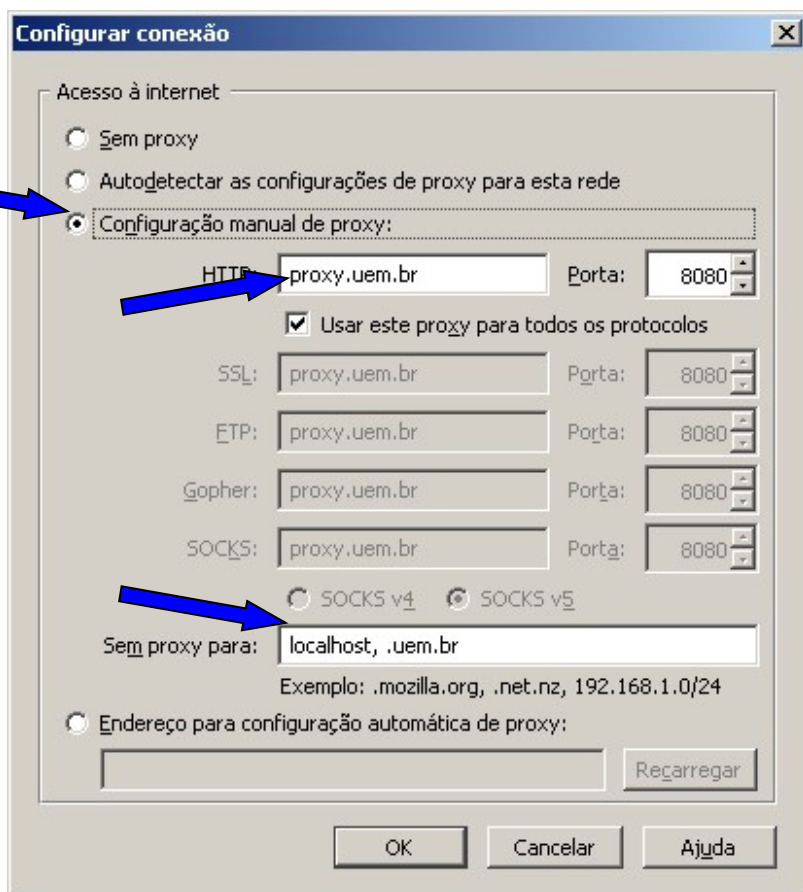 Configurar conexão
Acesso à internet
Sem proxy
Autodetectar as configurações de proxy para esta rede
Configuração manual de proxy:
HTTP: proxy.uem.br Porta: 8080
Usar este proxy para todos os protocolos
SSL: proxy.uem.br Porta: 8080
FTP: proxy.uem.br Porta: 8080
Gopher: proxy.uem.br Porta: 8080
SOCKS: proxy.uem.br Porta: 8080
SOCKS v4 SOCKS v5
Sem proxy para: localhost, .uem.br
Exemplo: .mozilla.org, .net.nz, 192.168.1.0/24
Endereço para configuração automática de proxy:
Recarregar
OK Cancelar Ajuda